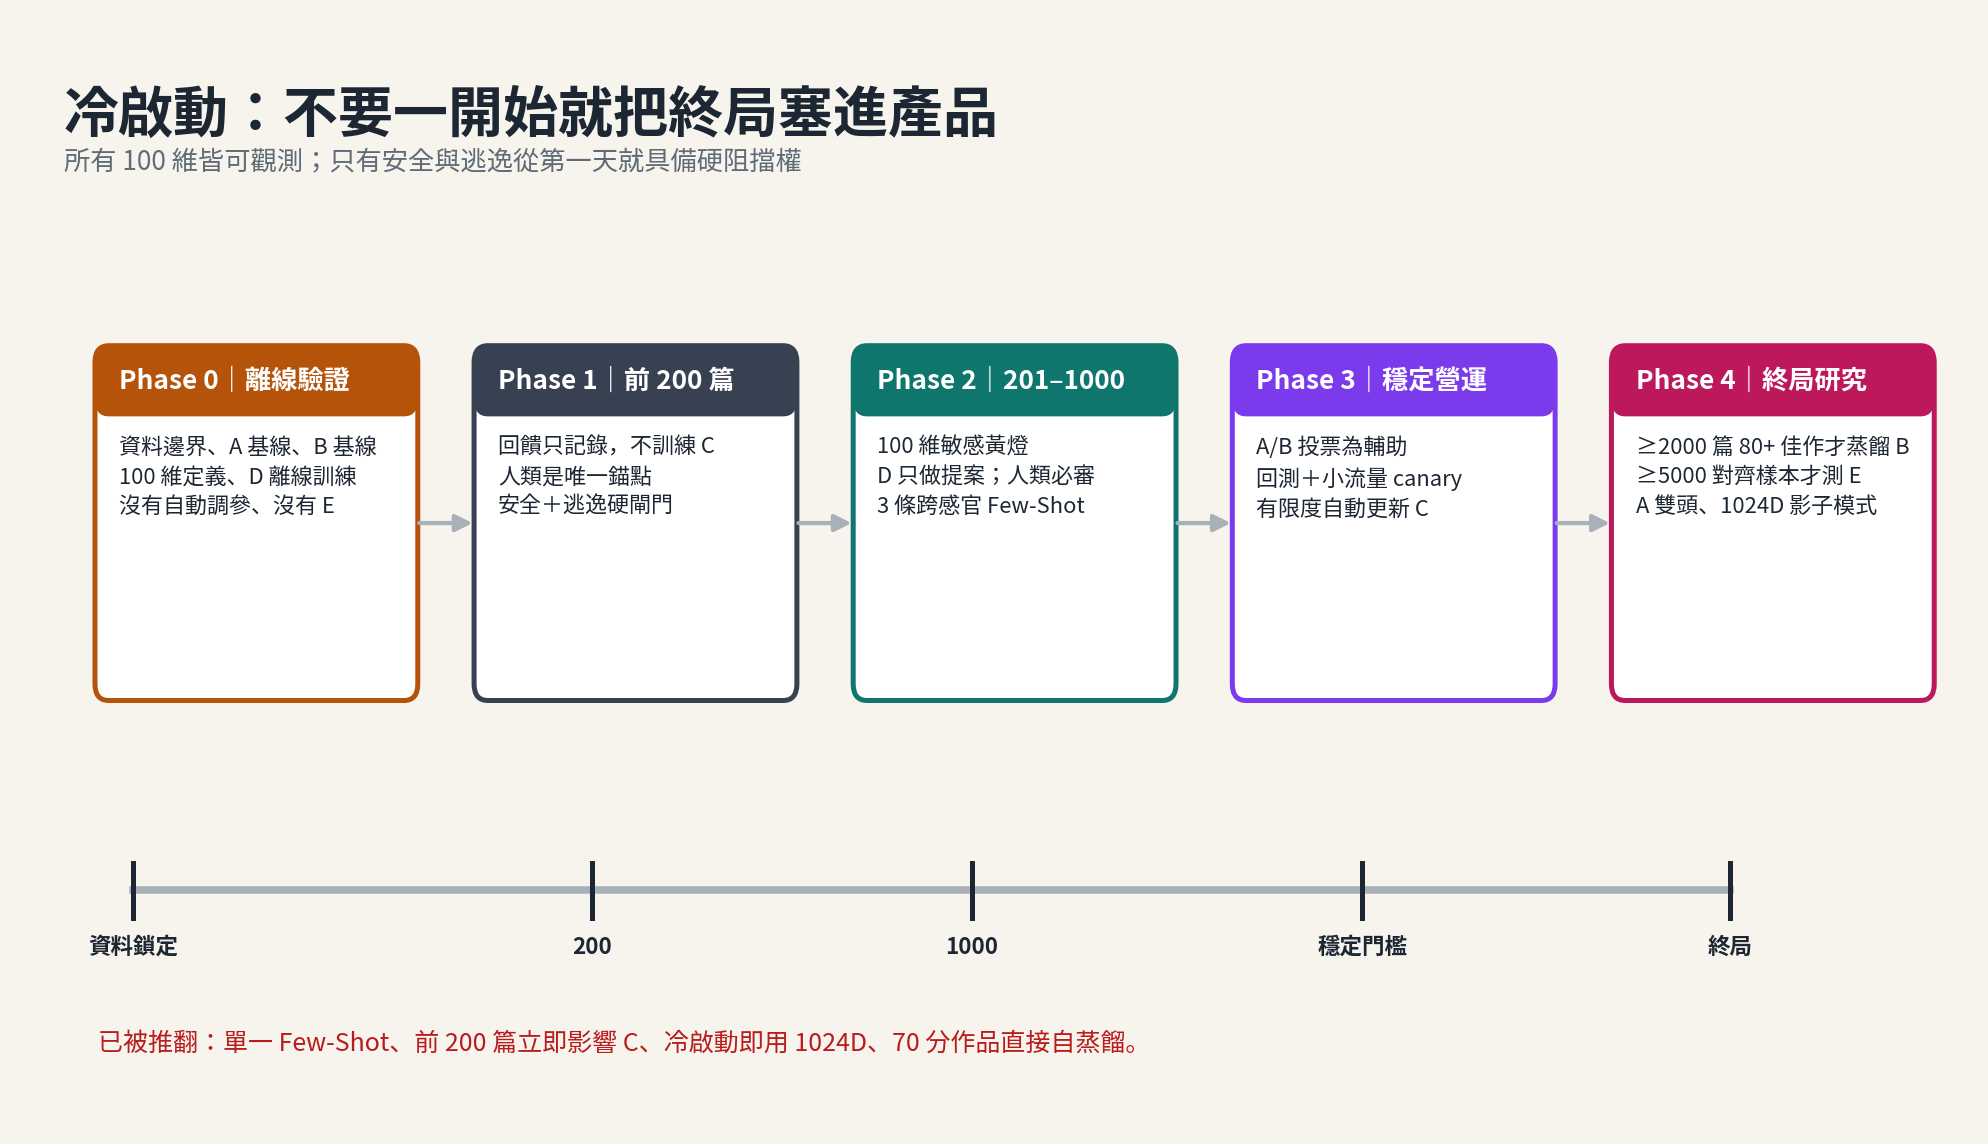 冷啟動：不要一開始就把終局塞進產品
所有 100 維皆可觀測；只有安全與逃逸從第一天就具備硬阻擋權
Phase 0｜離線驗證
資料邊界、A 基線、B 基線
100 維定義、D 離線訓練
沒有自動調參、沒有 E
Phase 1｜前 200 篇
回饋只記錄，不訓練 C
人類是唯一錨點
安全＋逃逸硬閘門
Phase 2｜201–1000
100 維敏感黃燈
D 只做提案；人類必審
3 條跨感官 Few-Shot
Phase 3｜穩定營運
A/B 投票為輔助
回測＋小流量 canary
有限度自動更新 C
Phase 4｜終局研究
≥2000 篇 80+ 佳作才蒸餾 B
≥5000 對齊樣本才測 E
A 雙頭、1024D 影子模式
資料鎖定
200
1000
穩定門檻
終局
已被推翻：單一 Few-Shot、前 200 篇立即影響 C、冷啟動即用 1024D、70 分作品直接自蒸餾。